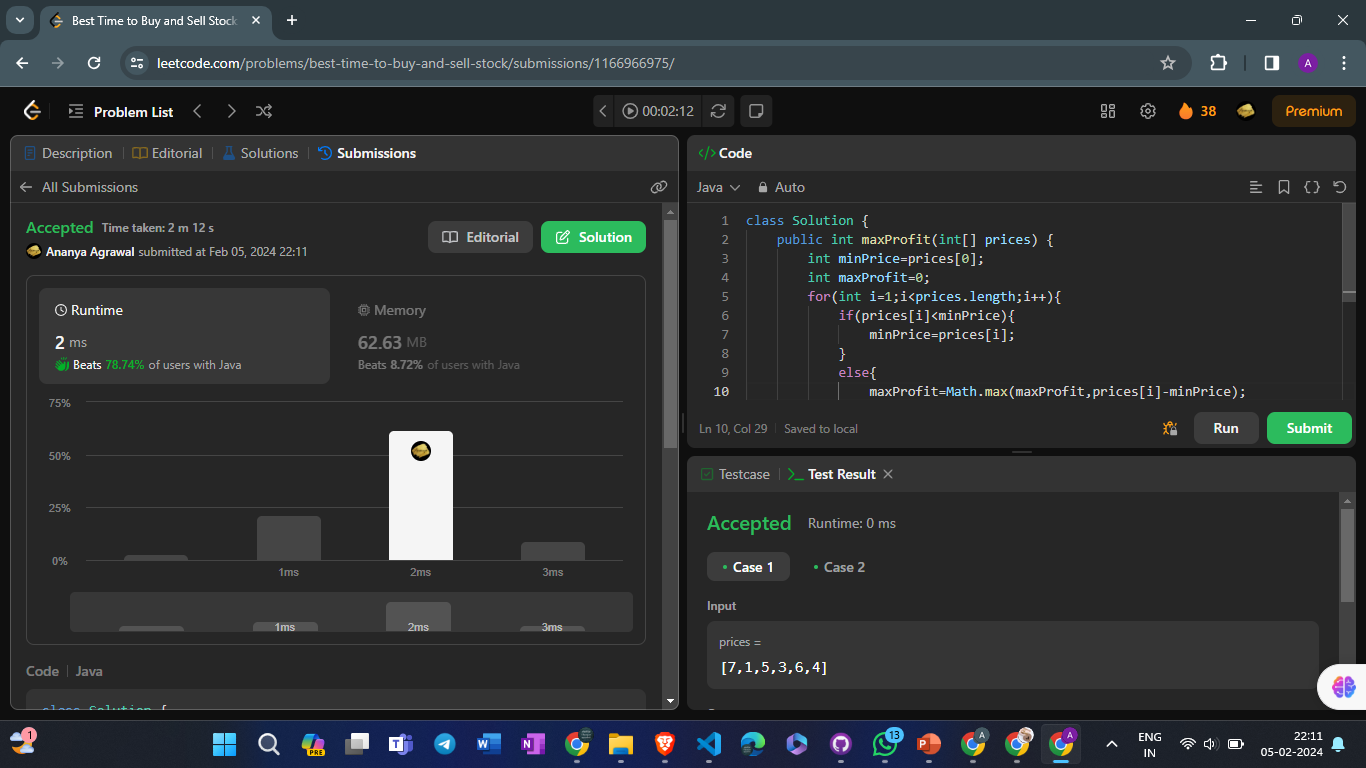 Best Time to Buy and Sell Stock
leetcode.com/problems/best-time-to-buy-and-sell-stock/submissions/1166966975/
A
Problem List
00:02:12
38
Premium
Description
Editorial
Solutions
Submissions
All Submissions
Accepted
Time taken: 2 m 12 s
Ananya Agrawal submitted at Feb 05, 2024 22:11
Editorial
Solution
Runtime
2 ms
Beats 78.74% of users with Java
Memory
62.63 MB
Beats 8.72% of users with Java
75%
50%
25%
0%
1ms
2ms
3ms
1ms
2ms
3ms
Code
Java
class Solution {
</> Code
Java
Auto
1 class Solution {
2 public int maxProfit(int[] prices) {
3 int minPrice=prices[0];
4 int maxProfit=0;
5 for(int i=1;i<prices.length;i++){
6 if(prices[i]<minPrice){
7 minPrice=prices[i];
8 }
9 else{
10 maxProfit=Math.max(maxProfit,prices[i]-minPrice);
Ln 10, Col 29
Saved to local
Run
Submit
Testcase
Test Result
Accepted
Runtime: 0 ms
Case 1
Case 2
Input
prices =
[7,1,5,3,6,4]
1
PRE
13
A
A
ENG
IN
22:11
05-02-2024